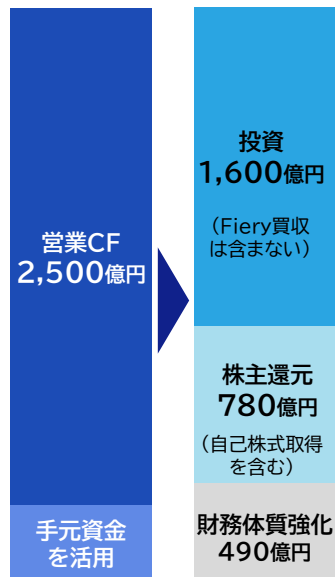 営業CF
2,500億円
手元資金
を活用
投資
1,600億円
（Fiery買収
は含まない）
株主還元
780億円
（自己株式取得
を含む）
財務体質強化
490億円